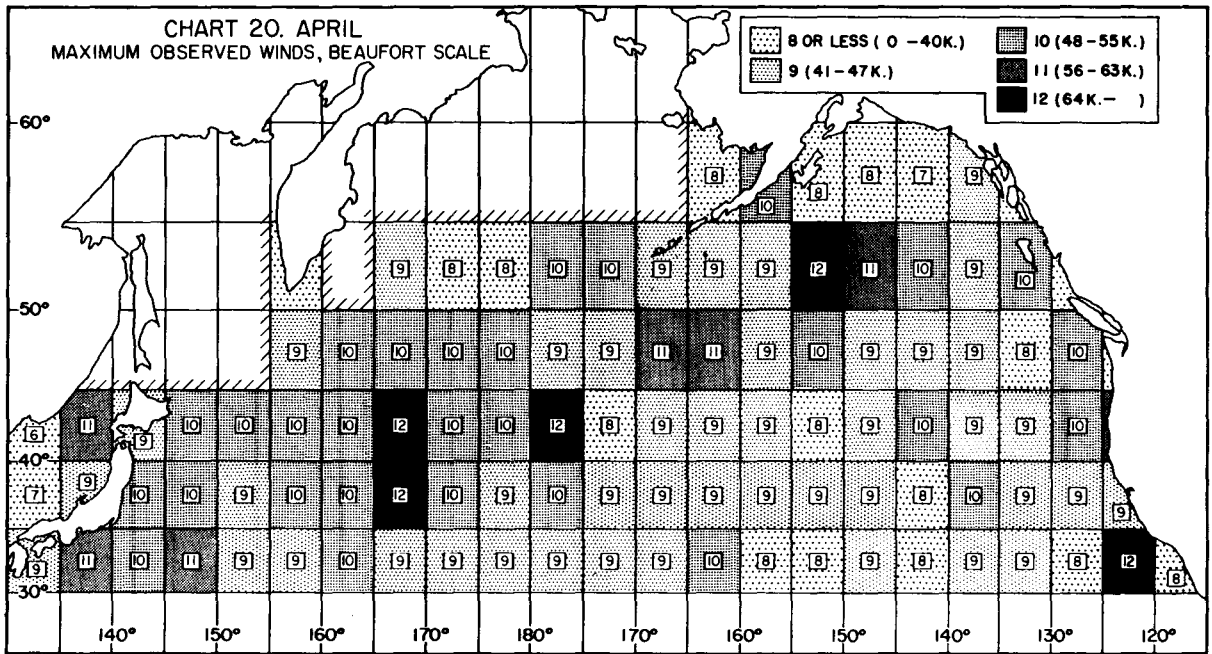 CHART 20. APRIL
MAXIMUM OBSERVED WINDS, BEAUFORT SCALE
8 OR LESS ( 0 -40K.)
9 (41-47K.)
10 (48-55K.)
11 (56-63K.)
12 (64K.- )
60°
8 10 8 8 7 9
9 8 8 10 10 9 9 9 12 11 10 9 10
50°
9 10 10 10 10 9 9 11 11 9 10 9 9 9 8 10
6 11 9 10 10 10 10 12 10 10 12 8 9 9 9 8 9 10 9 9 10
40°
7 9 10 10 9 10 10 12 10 9 10 9 9 9 9 9 9 8 10 9 9 9
9 11 10 11 9 9 10 9 9 9 9 9 9 10 8 8 9 8 9 9 8 12 8
30°
140° 150° 160° 170° 180° 170° 160° 150° 140° 130° 120°